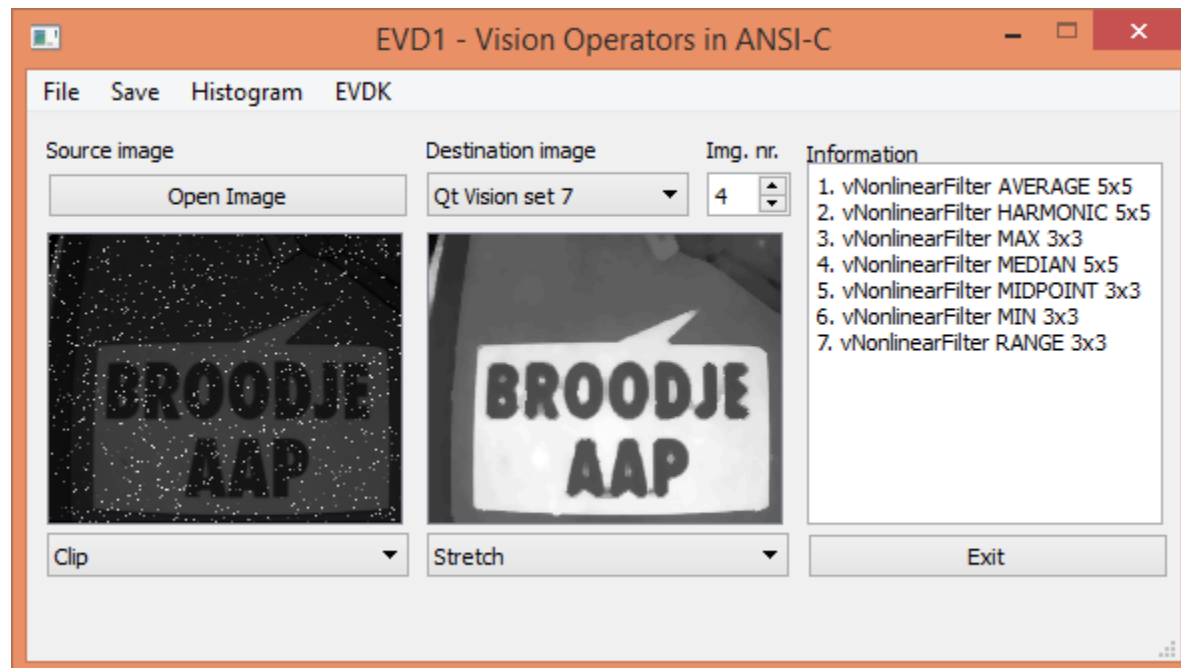 EVD1 - Vision Operators in ANSI-C
File Save Histogram EVDK
Source image
Open Image
BROODJE
AAP
Clip
Destination image
Qt Vision set 7
Img. nr.
4
BROODJE
AAP
Stretch
Information
1. vNonlinearFilter AVERAGE 5x5
2. vNonlinearFilter HARMONIC 5x5
3. vNonlinearFilter MAX 3x3
4. vNonlinearFilter MEDIAN 5x5
5. vNonlinearFilter MIDPOINT 3x3
6. vNonlinearFilter MIN 3x3
7. vNonlinearFilter RANGE 3x3
Exit